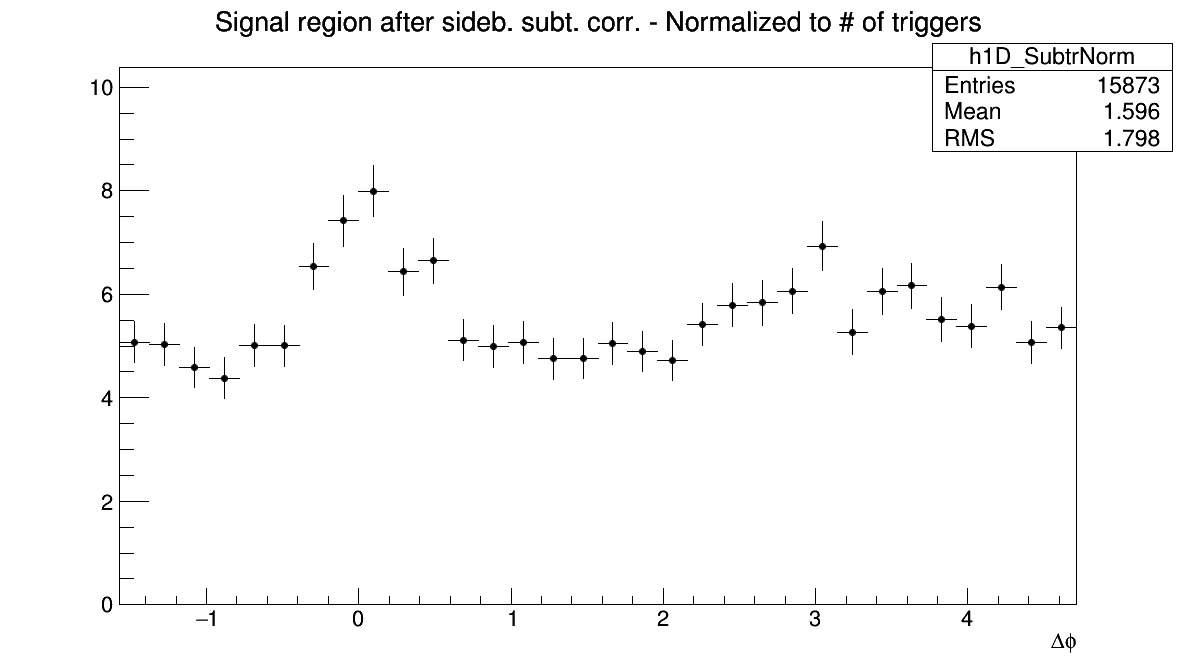 Signal region after sideb. subt. corr. - Normalized to # of triggers
h1D_SubtrNorm
Entries 15873
Mean 1.596
RMS 1.798
10
8
6
4
2
0
−1 0 1 2 3 4
Δϕ